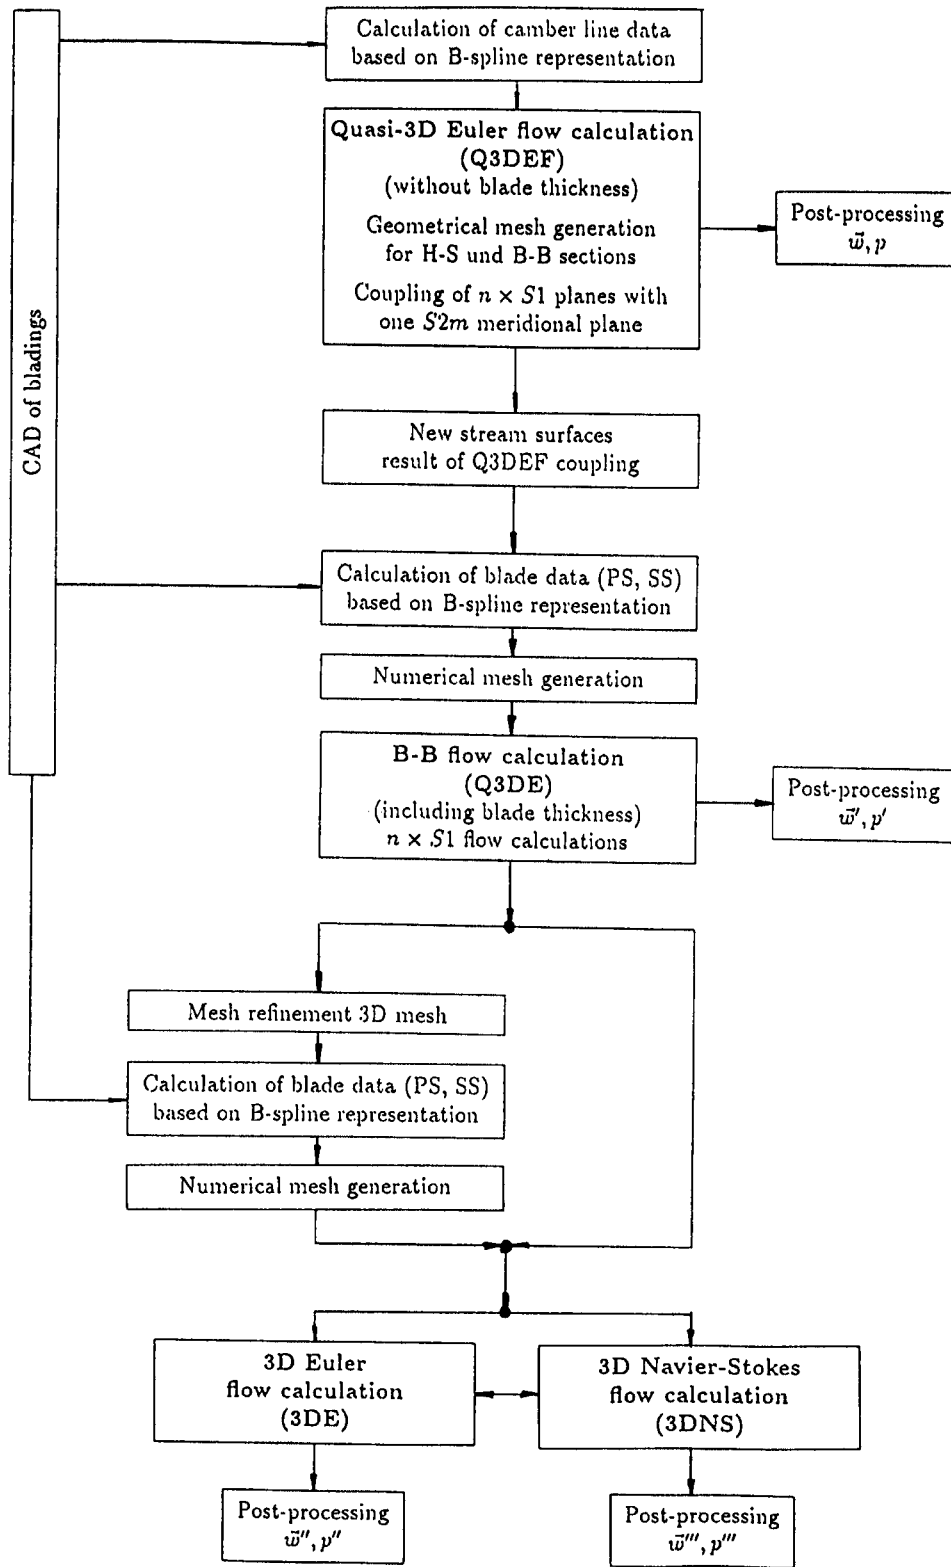 CAD of bladings
Calculation of camber line data
based on B-spline representation
Quasi-3D Euler flow calculation
(Q3DEF)
(without blade thickness)
Geometrical mesh generation
for H-S und B-B sections
Coupling of n × S1 planes with
one S2m meridional plane
Post-processing
w⃗, p
New stream surfaces
result of Q3DEF coupling
Calculation of blade data (PS, SS)
based on B-spline representation
Numerical mesh generation
B-B flow calculation
(Q3DE)
(including blade thickness)
n × S1 flow calculations
Post-processing
w⃗′, p′
Mesh refinement 3D mesh
Calculation of blade data (PS, SS)
based on B-spline representation
Numerical mesh generation
3D Euler
flow calculation
(3DE)
3D Navier-Stokes
flow calculation
(3DNS)
Post-processing
w⃗″, p″
Post-processing
w⃗‴, p‴